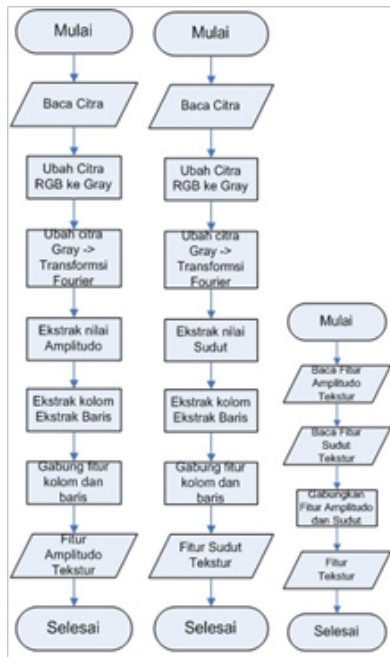 Mulai
Baca Citra
Ubah Citra
RGB ke Gray
Ubah citra
Gray ->
Transformsi
Fourier
Ekstrak nilai
Amplitudo
Ekstrak kolom
Ekstrak Baris
Gabung fitur
kolom dan
baris
Fitur
Amplitudo
Tekstur
Selesai
Mulai
Baca Citra
Ubah Citra
RGB ke Gray
Ubah citra
Gray ->
Transformsi
Fourier
Ekstrak nilai
Sudut
Ekstrak kolom
Ekstrak Baris
Gabung fitur
kolom dan
baris
Fitur Sudut
Tekstur
Selesai
Mulai
Baca Fitur
Amplitudo
Tekstur
Baca Fitur
Sudut
Tekstur
Gabungkan
Fitur Amplitudo
dan Sudut
Fitur
Tekstur
Selesai